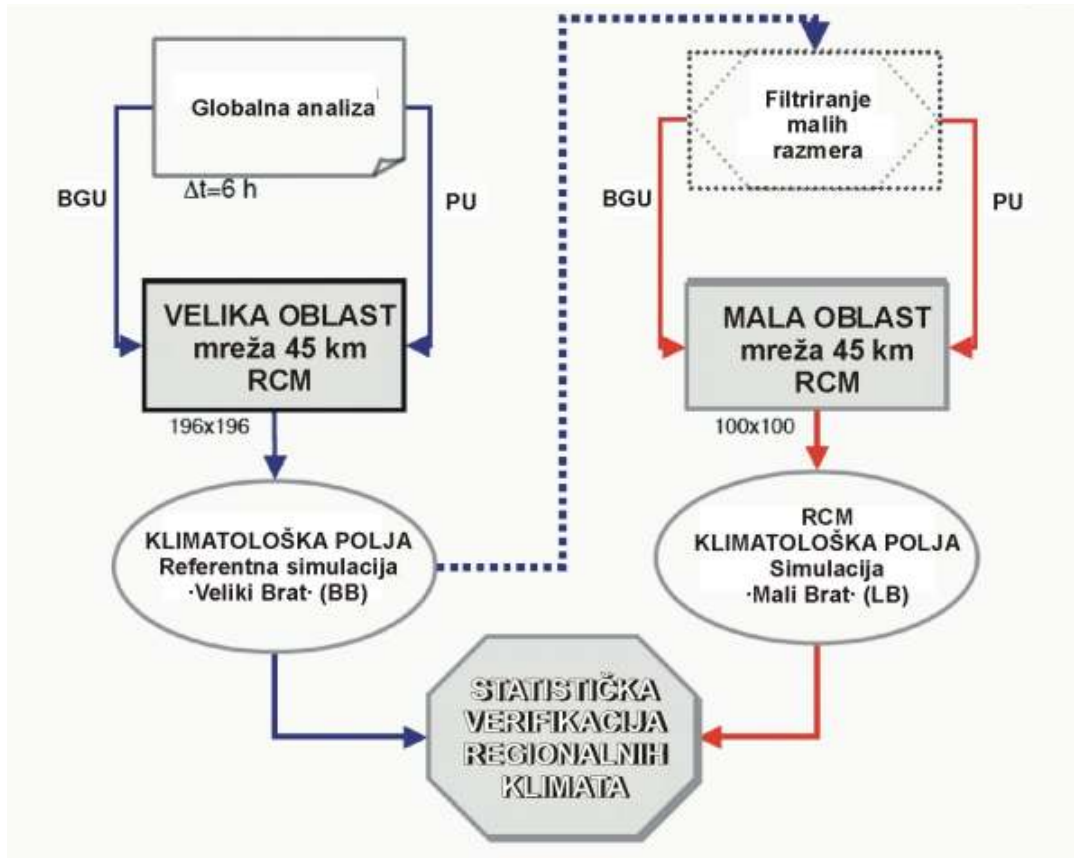 Globalna analiza
Δt=6 h
BGU
PU
VELIKA OBLAST
mreža 45 km
RCM
196x196
KLIMATOLOŠKA POLJA
Referentna simulacija
·Veliki Brat· (BB)
Filtriranje
malih
razmera
BGU
PU
MALA OBLAST
mreža 45 km
RCM
100x100
RCM
KLIMATOLOŠKA POLJA
Simulacija
·Mali Brat· (LB)
STATISTIČKA
VERIFIKACIJA
REGIONALNIH
KLIMATA